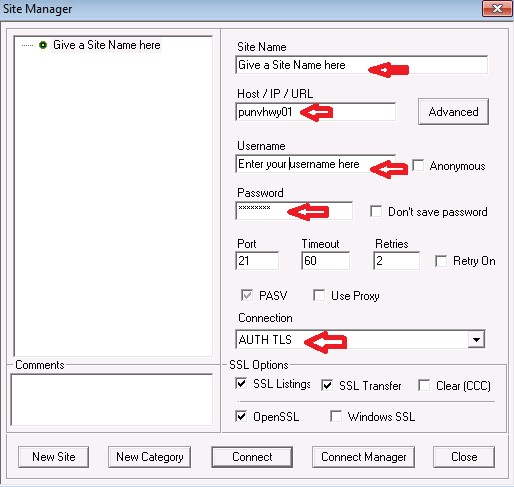 Site Manager
Give a Site Name here
Site Name
Give a Site Name here
Host / IP / URL
punvhwy01
Advanced
Username
Enter your username here
Anonymous
Password
********
Don't save password
Port
Timeout
Retries
21
60
2
Retry On
PASV
Use Proxy
Connection
AUTH TLS
Comments
SSL Options
SSL Listings
SSL Transfer
Clear (CCC)
OpenSSL
Windows SSL
New Site
New Category
Connect
Connect Manager
Close